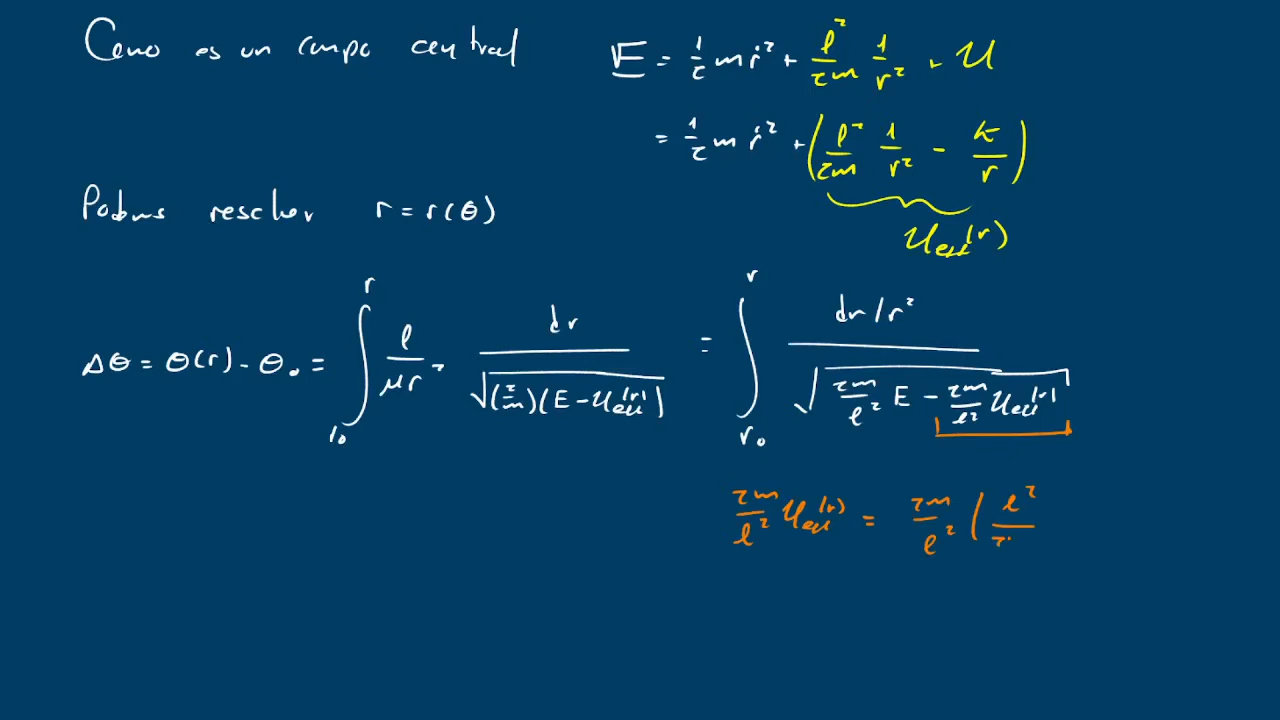 Como es un campo central
E = 1/2 m ṙ² + ℓ²/2m 1/r² + U
= 1/2 m ṙ² + (ℓ²/2m 1/r² - k/r)
U_eff(r)
Podemos resolver r = r(θ)
Δθ = θ(r) - θ₀ = ∫_{r₀}^{r} ℓ/μr² dr/√((2/m)(E - U_eff(r))) = ∫_{r₀}^{r} dr/r² / √(2m/ℓ² E - 2m/ℓ² U_eff(r))
2m/ℓ² U_eff(r) = 2m/ℓ² (ℓ²/2